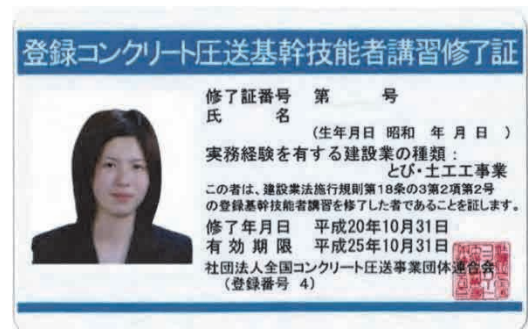 登録コンクリート圧送基幹技能者講習修了証
修了証番号 第 号
氏 名
(生年月日 昭和 年 月 日 )
実務経験を有する建設業の種類:
とび・土工工事業
この者は、建設業法施行規則第18条の3第2項第2号
の登録基幹技能者講習を修了した者であることを証します。
修了年月日 平成20年10月31日
有効期限 平成25年10月31日
社団法人全国コンクリート圧送事業団体連合会
(登録番号 4)